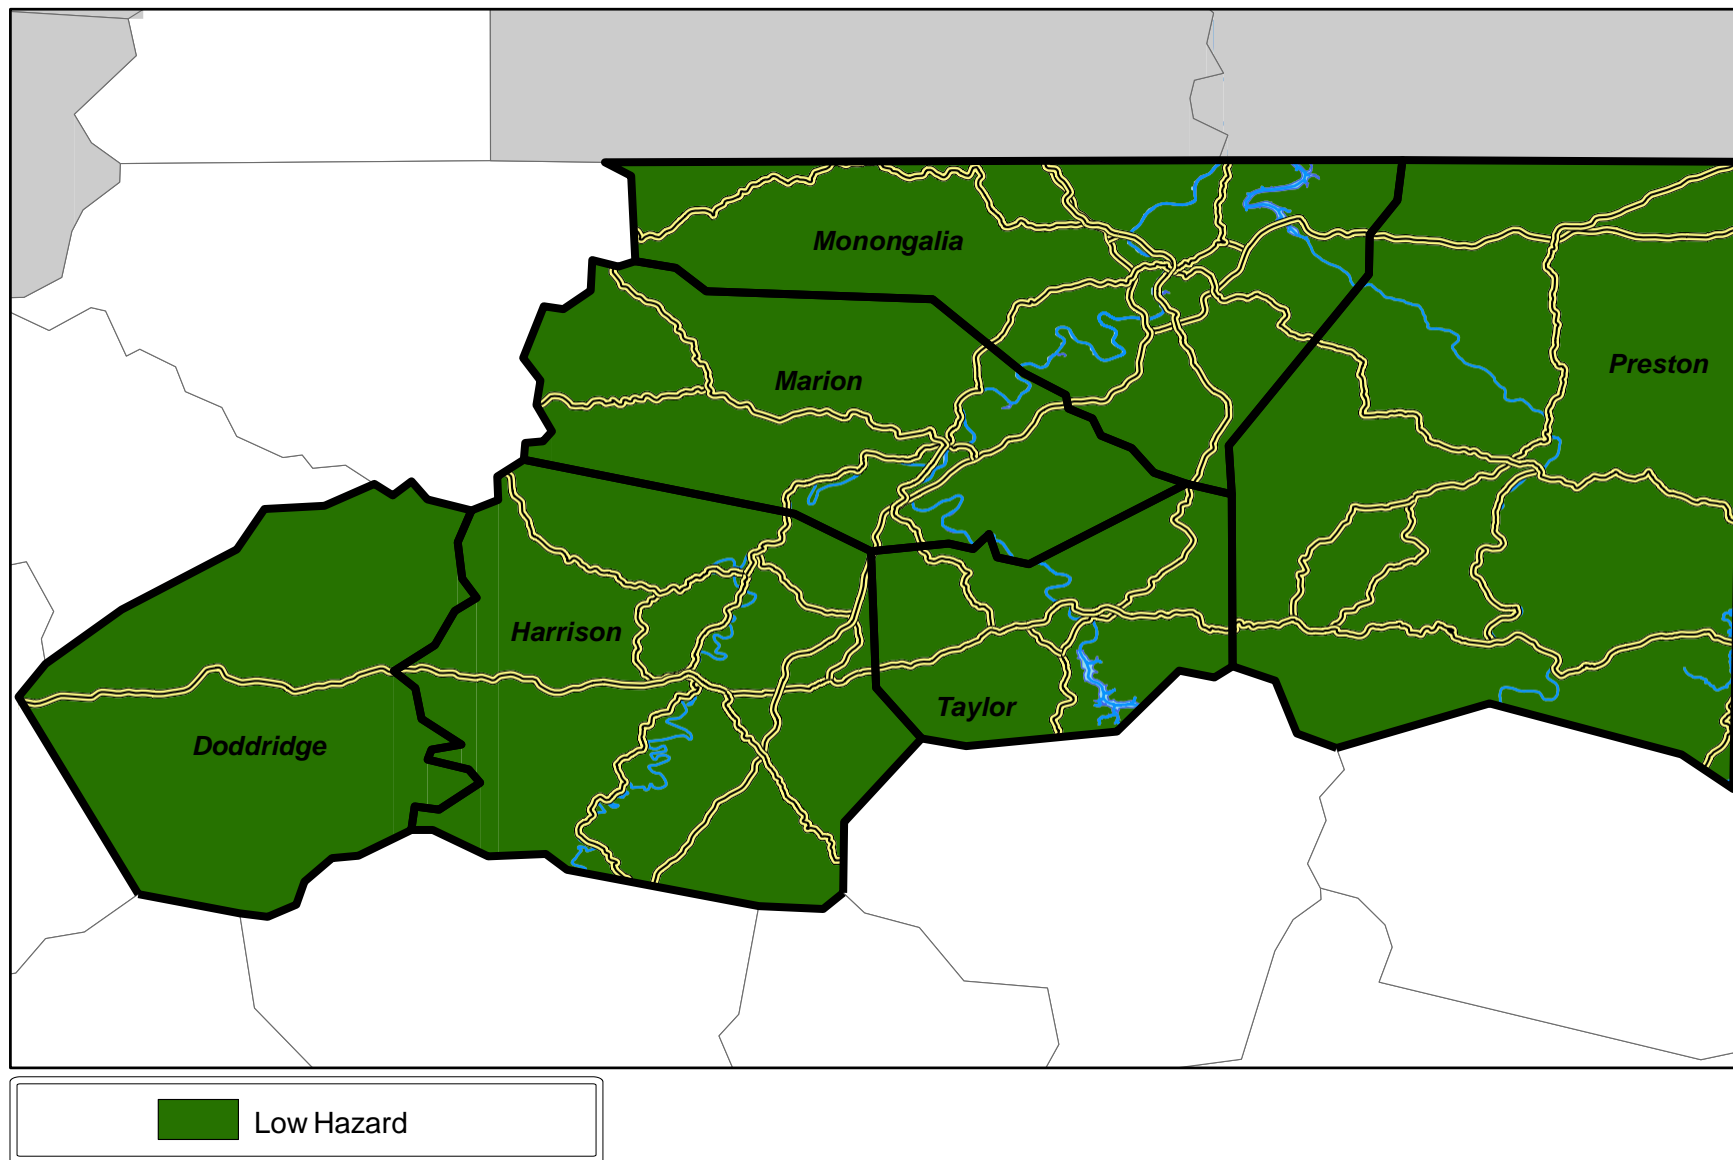 Monongalia
Preston
Marion
Harrison
Taylor
Doddridge
Low Hazard